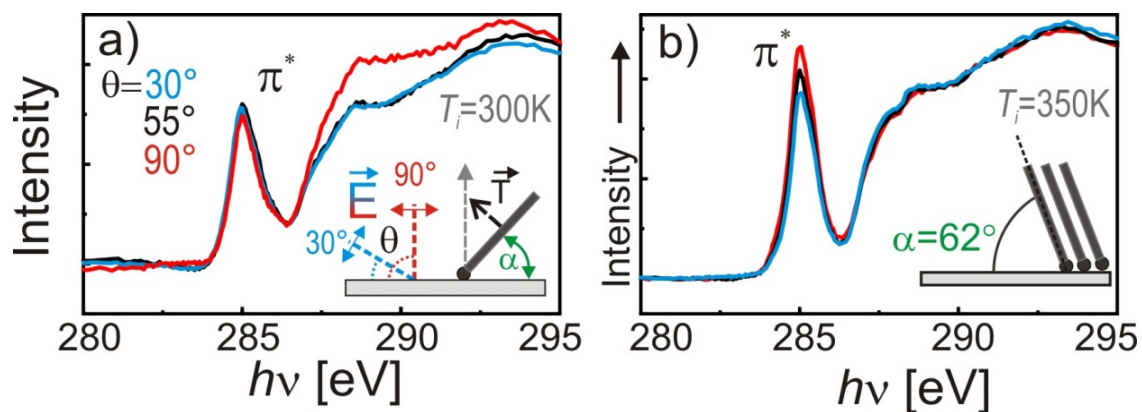 a)
π*
θ=30°
55°
90°
Tᵢ=300K
E
90°
30°
θ
T
α
Intensity
280 285 290 295
hν [eV]
b)
π*
Tᵢ=350K
α=62°
Intensity
280 285 290 295
hν [eV]